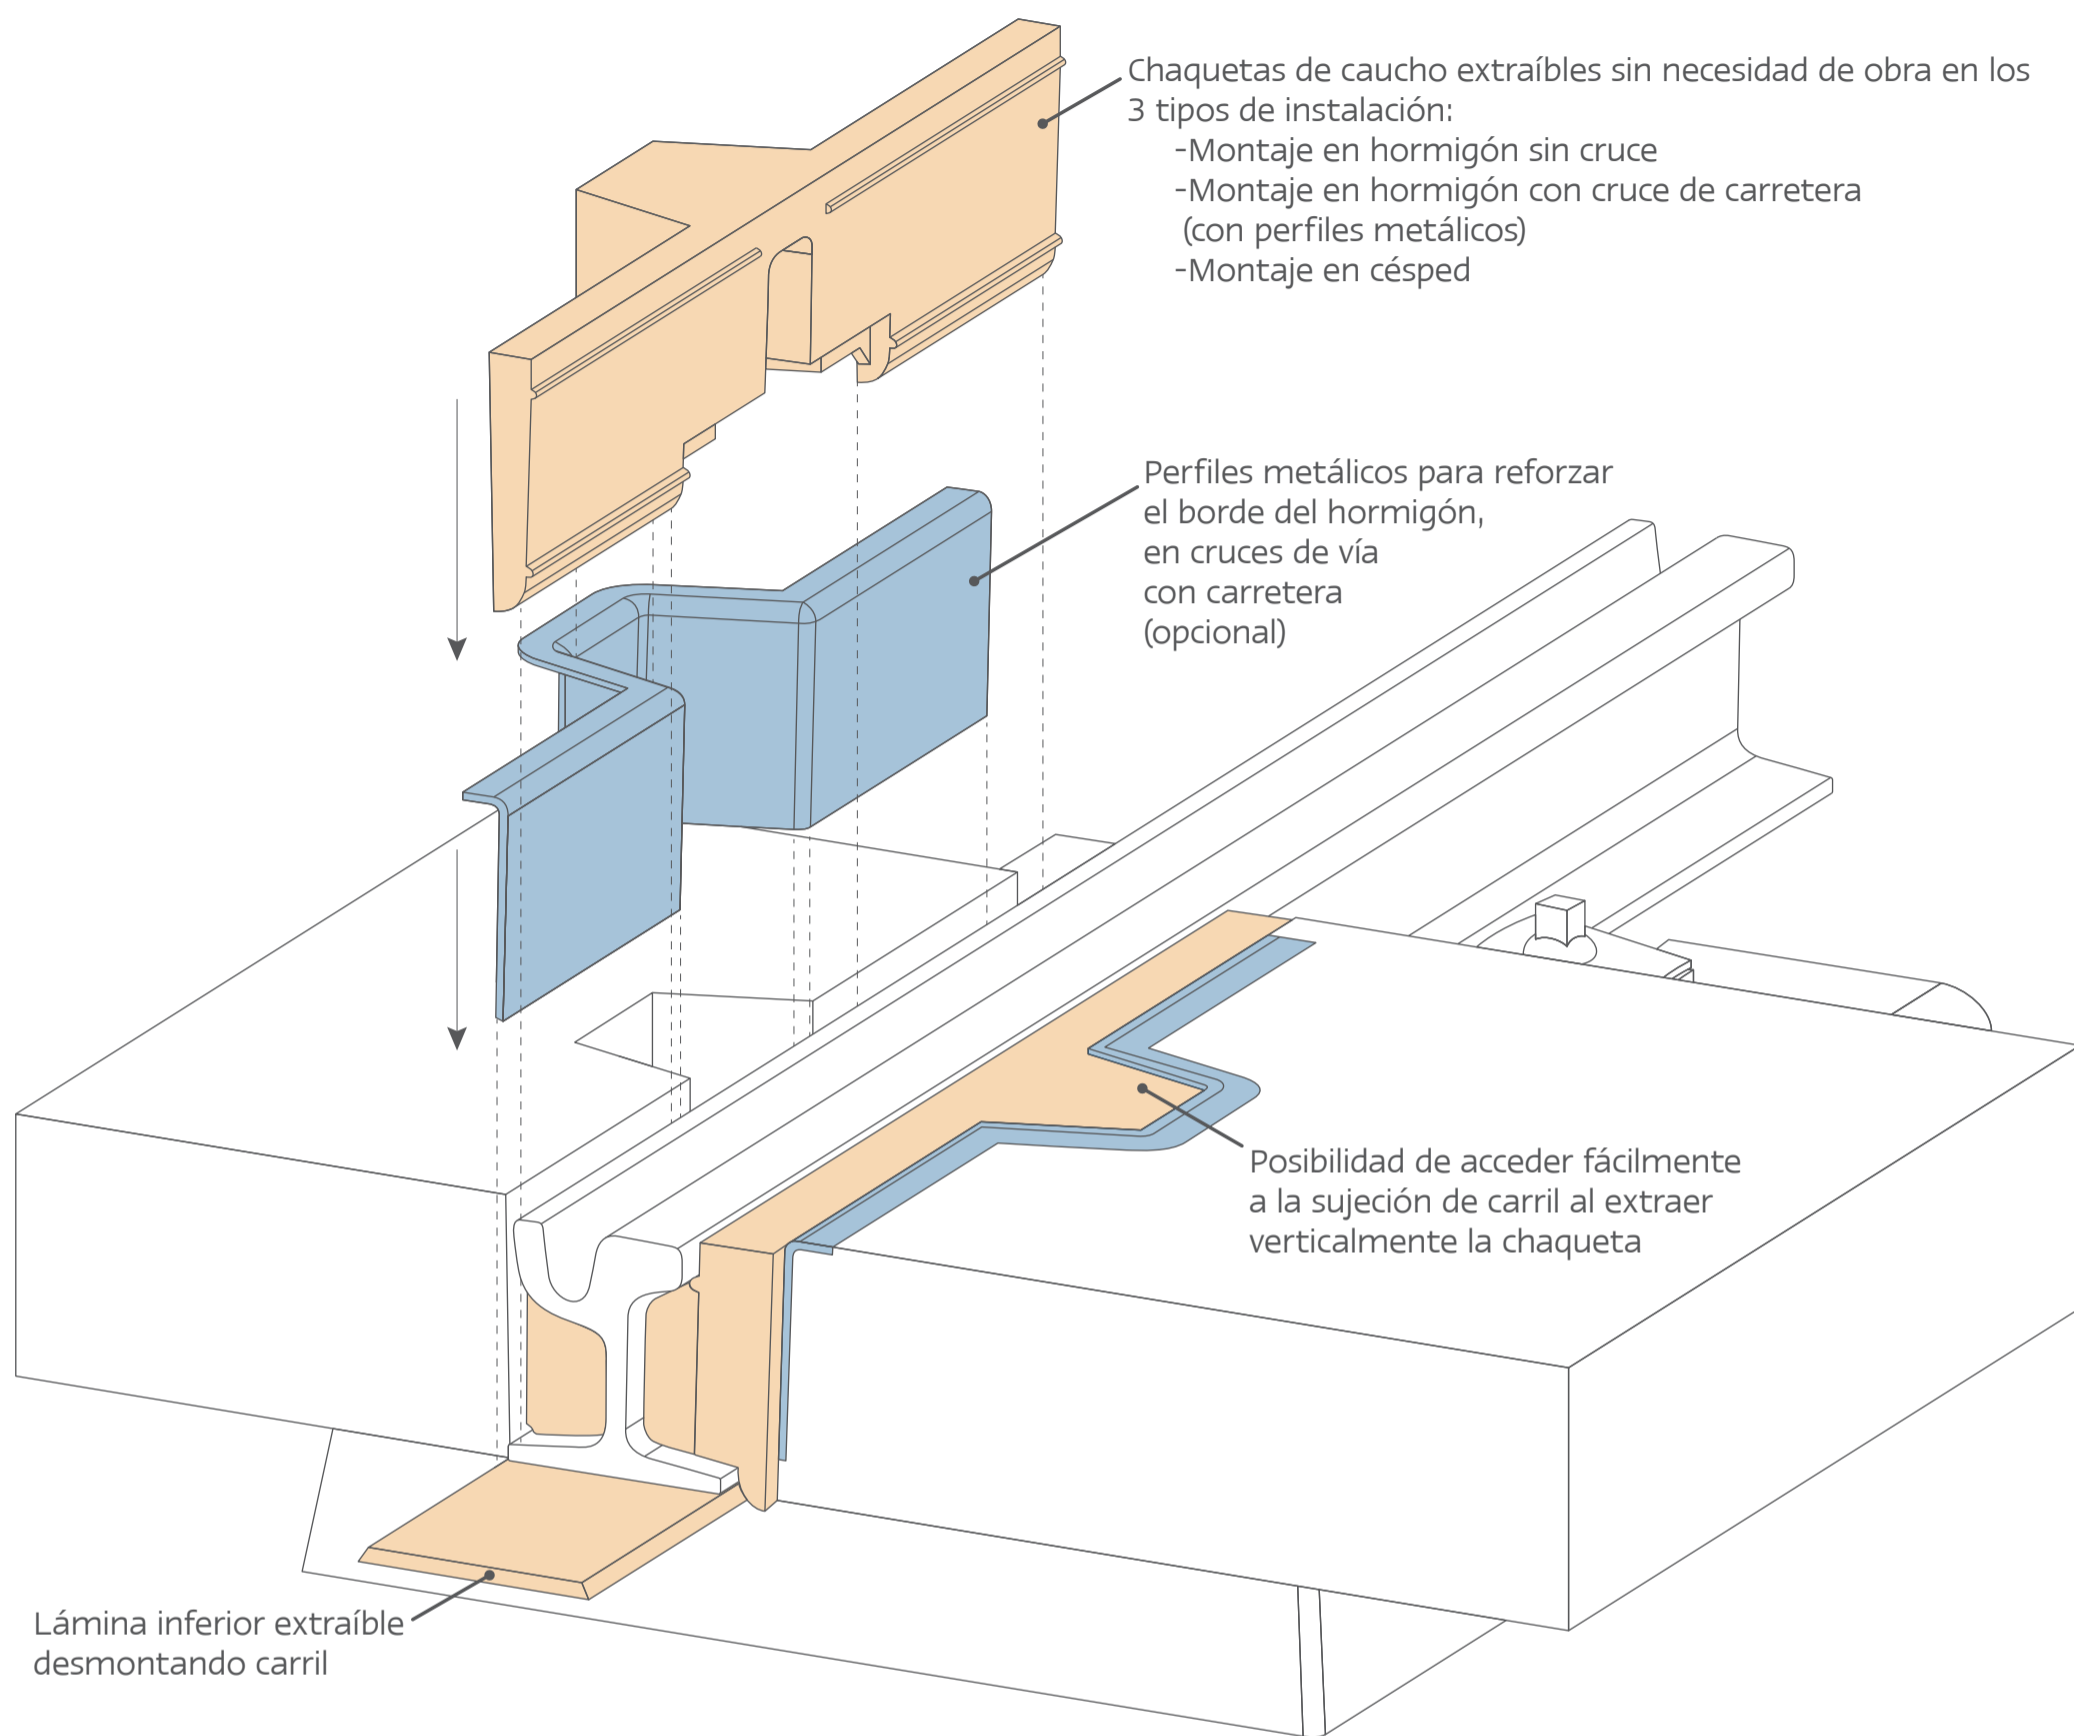 Chaquetas de caucho extraíbles sin necesidad de obra en los
3 tipos de instalación:
-Montaje en hormigón sin cruce
-Montaje en hormigón con cruce de carretera
(con perfiles metálicos)
-Montaje en césped
Perfiles metálicos para reforzar
el borde del hormigón,
en cruces de vía
con carretera
(opcional)
Posibilidad de acceder fácilmente
a la sujeción de carril al extraer
verticalmente la chaqueta
Lámina inferior extraíble
desmontando carril